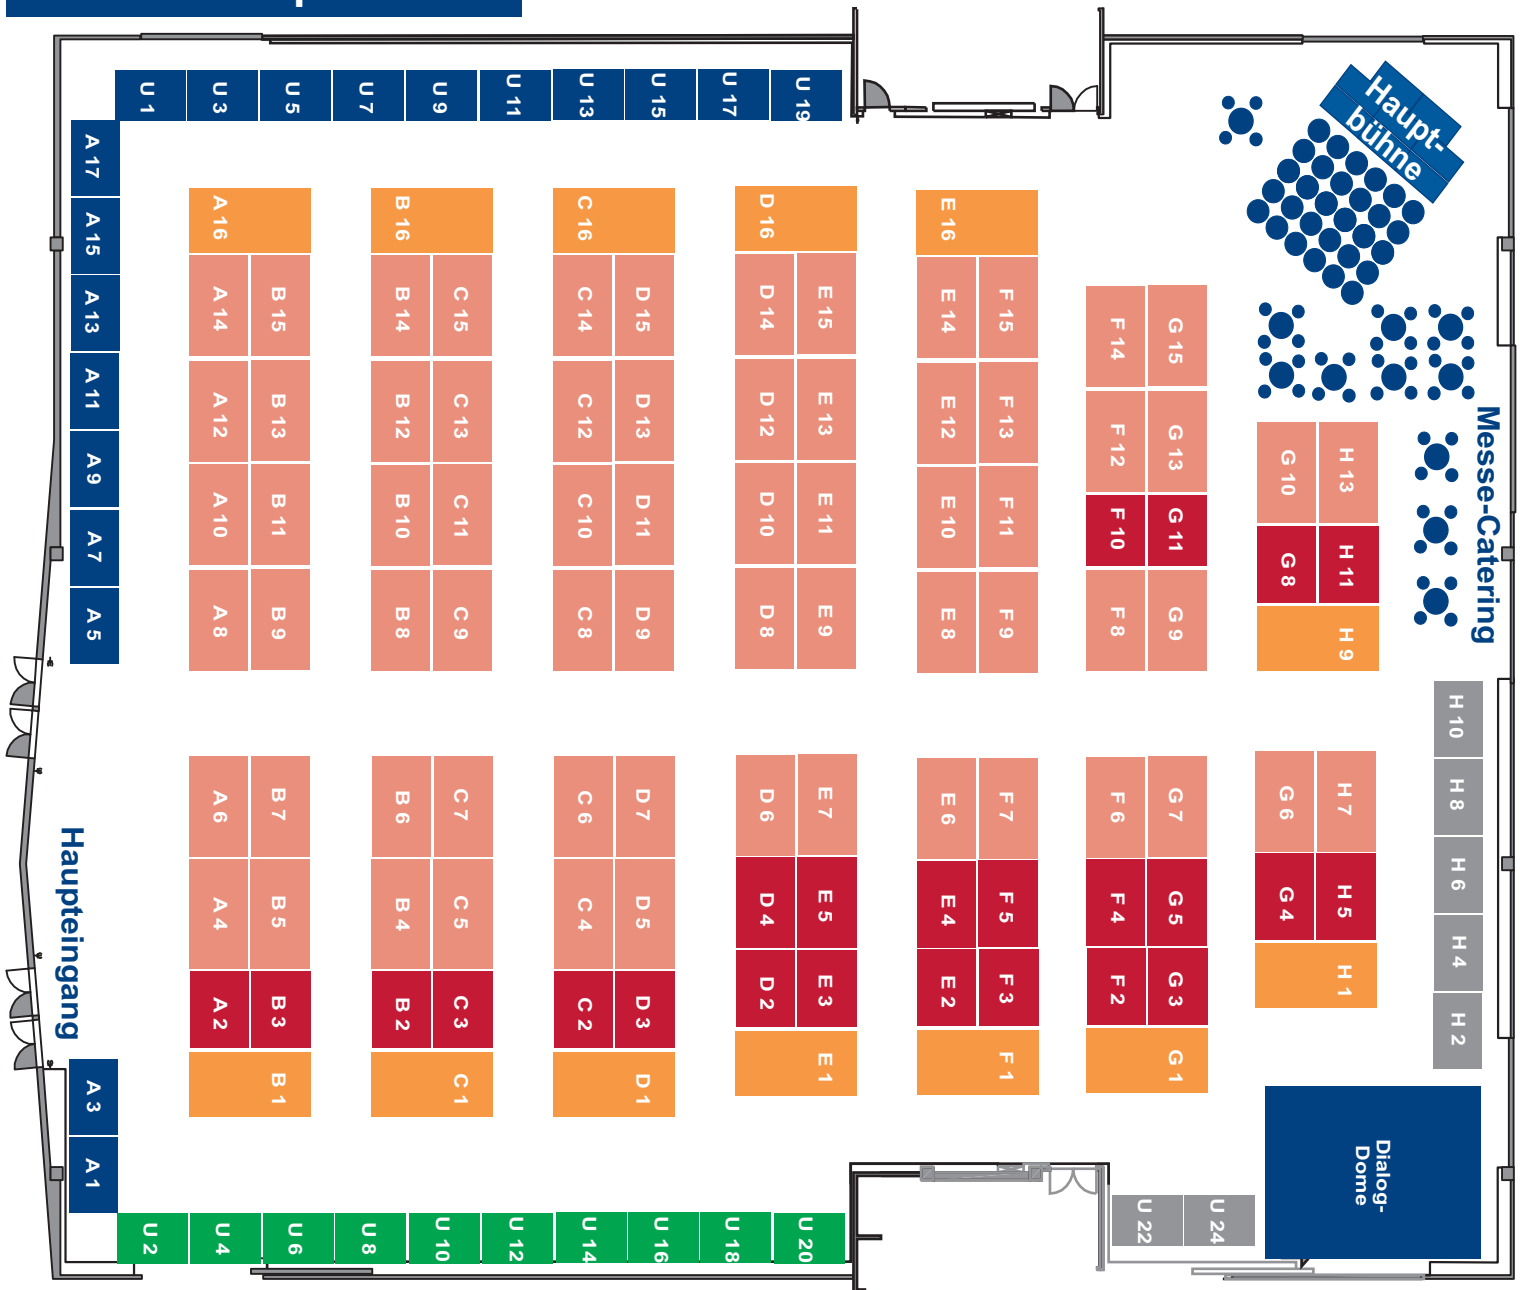 U 1
U 3
U 5
U 7
U 9
U 11
U 13
U 15
U 17
U 19
Haupt-
bühne
A 17
A 15
A 13
A 11
A 9
A 7
A 5
A 16
B 16
C 16
D 16
E 16
A 14
B 15
B 14
C 15
C 14
D 15
D 14
E 15
E 14
F 15
F 14
G 15
A 12
B 13
B 12
C 13
C 12
D 13
D 12
E 13
E 12
F 13
F 12
G 13
G 10
H 13
A 10
B 11
B 10
C 11
C 10
D 11
D 10
E 11
E 10
F 11
F 10
G 11
G 8
H 11
A 8
B 9
B 8
C 9
C 8
D 9
D 8
E 9
E 8
F 9
F 8
G 9
H 9
Messe-Catering
H 10
H 8
H 6
H 4
H 2
A 6
B 7
B 6
C 7
C 6
D 7
D 6
E 7
E 6
F 7
F 6
G 7
G 6
H 7
A 4
B 5
B 4
C 5
C 4
D 5
D 4
E 5
E 4
F 5
F 4
G 5
G 4
H 5
A 2
B 3
B 2
C 3
C 2
D 3
D 2
E 3
E 2
F 3
F 2
G 3
H 1
B 1
C 1
D 1
E 1
F 1
G 1
Haupteingang
A 3
A 1
Dialog-
Dome
U 2
U 4
U 6
U 8
U 10
U 12
U 14
U 16
U 18
U 20
U 22
U 24